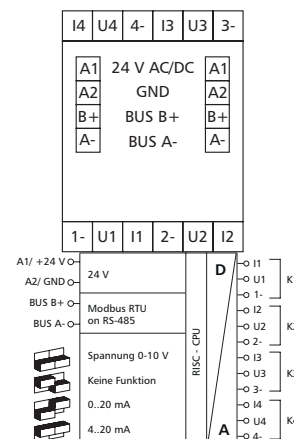 I4 U4 4- I3 U3 3-
A1 24 V AC/DC A1
A2 GND A2
B+ BUS B+ B+
A- BUS A- A-
1- U1 I1 2- U2 I2
A1/ +24 V
A2/ GND
BUS B+
BUS A-
24 V
Modbus RTU
on RS-485
Spannung 0-10 V
Keine Funktion
0..20 mA
4..20 mA
RISC - CPU
D
A
I1
U1
1-
I2
U2
2-
I3
U3
3-
I4
U4
4-